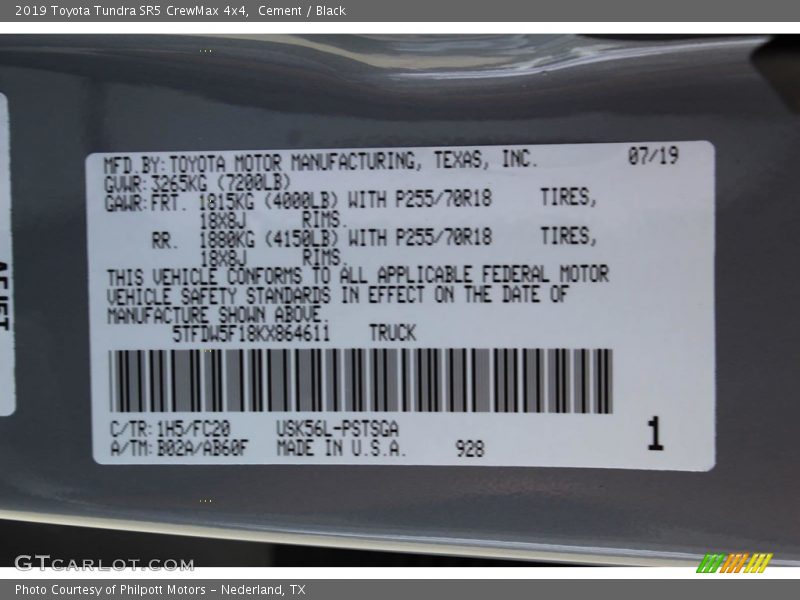 2019 Toyota Tundra SR5 CrewMax 4x4, Cement / Black
MFD.BY:TOYOTA MOTOR MANUFACTURING, TEXAS, INC. 07/19
GVWR:3265KG (7200LB)
GAWR:FRT. 1815KG (4000LB) WITH P255/70R18 TIRES,
18X8J RIMS.
RR. 1880KG (4150LB) WITH P255/70R18 TIRES,
18X8J RIMS.
THIS VEHICLE CONFORMS TO ALL APPLICABLE FEDERAL MOTOR
VEHICLE SAFETY STANDARDS IN EFFECT ON THE DATE OF
MANUFACTURE SHOWN ABOVE.
5TFDW5F18KX864611 TRUCK
C/TR:1H5/FC20 USK56L-PSTSGA
A/TM:B02A/AB60F MADE IN U.S.A. 928
1
GTCARLOT.COM
Photo Courtesy of Philpott Motors - Nederland, TX